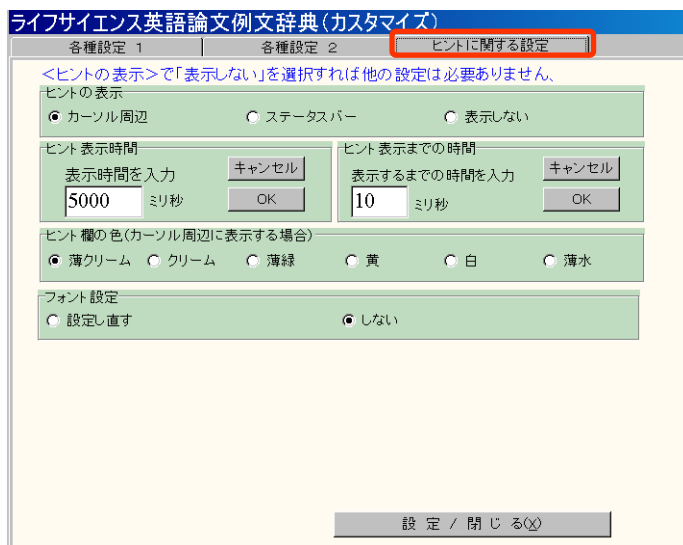 ライフサイエンス英語論文例文辞典(カスタマイズ)
各種設定 1 各種設定 2 ヒントに関する設定
<ヒントの表示>で「表示しない」を選択すれば他の設定は必要ありません、
ヒントの表示
カーソル周辺 ステータスバー 表示しない
ヒント表示時間 ヒント表示までの時間
表示時間を入力 キャンセル 表示するまでの時間を入力 キャンセル
5000 ミリ秒 OK 10 ミリ秒 OK
ヒント欄の色(カーソル周辺に表示する場合)
薄クリーム クリーム 薄緑 黄 白 薄水
フォント設定
設定し直す しない
設 定 / 閉 じ る(X)